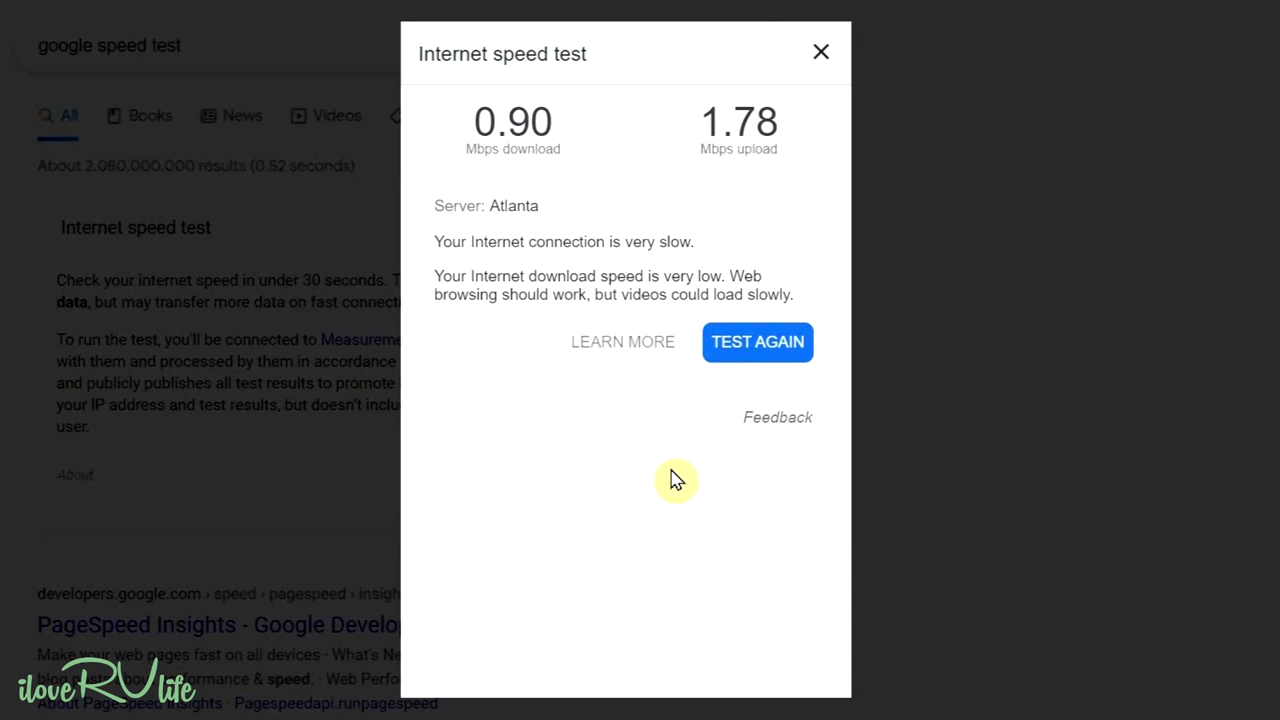 google speed test
Internet speed test
All
Books
News
Videos
About 2.080.000.000 results (0.52 seconds)
0.90
Mbps download
1.78
Mbps upload
Server: Atlanta
Your Internet connection is very slow.
Your Internet download speed is very low. Web
browsing should work, but videos could load slowly.
LEARN MORE
TEST AGAIN
Feedback
Internet speed test
Check your internet speed in under 30 seconds.
data, but may transfer more data on fast
To run the test, you'll be connected to
with them and processed by them in accordance
and publicly publishes all test results to promote
your IP address and test results, but doesn't
user.
About
developers.google.com › speed › pagespeed ›
PageSpeed Insights - Google
Make your web pages fast on all devices · What's
performance & speed. · Web
About PageSpeed Insights · Pagespeedapi.runpagespeed
iloveRVlife